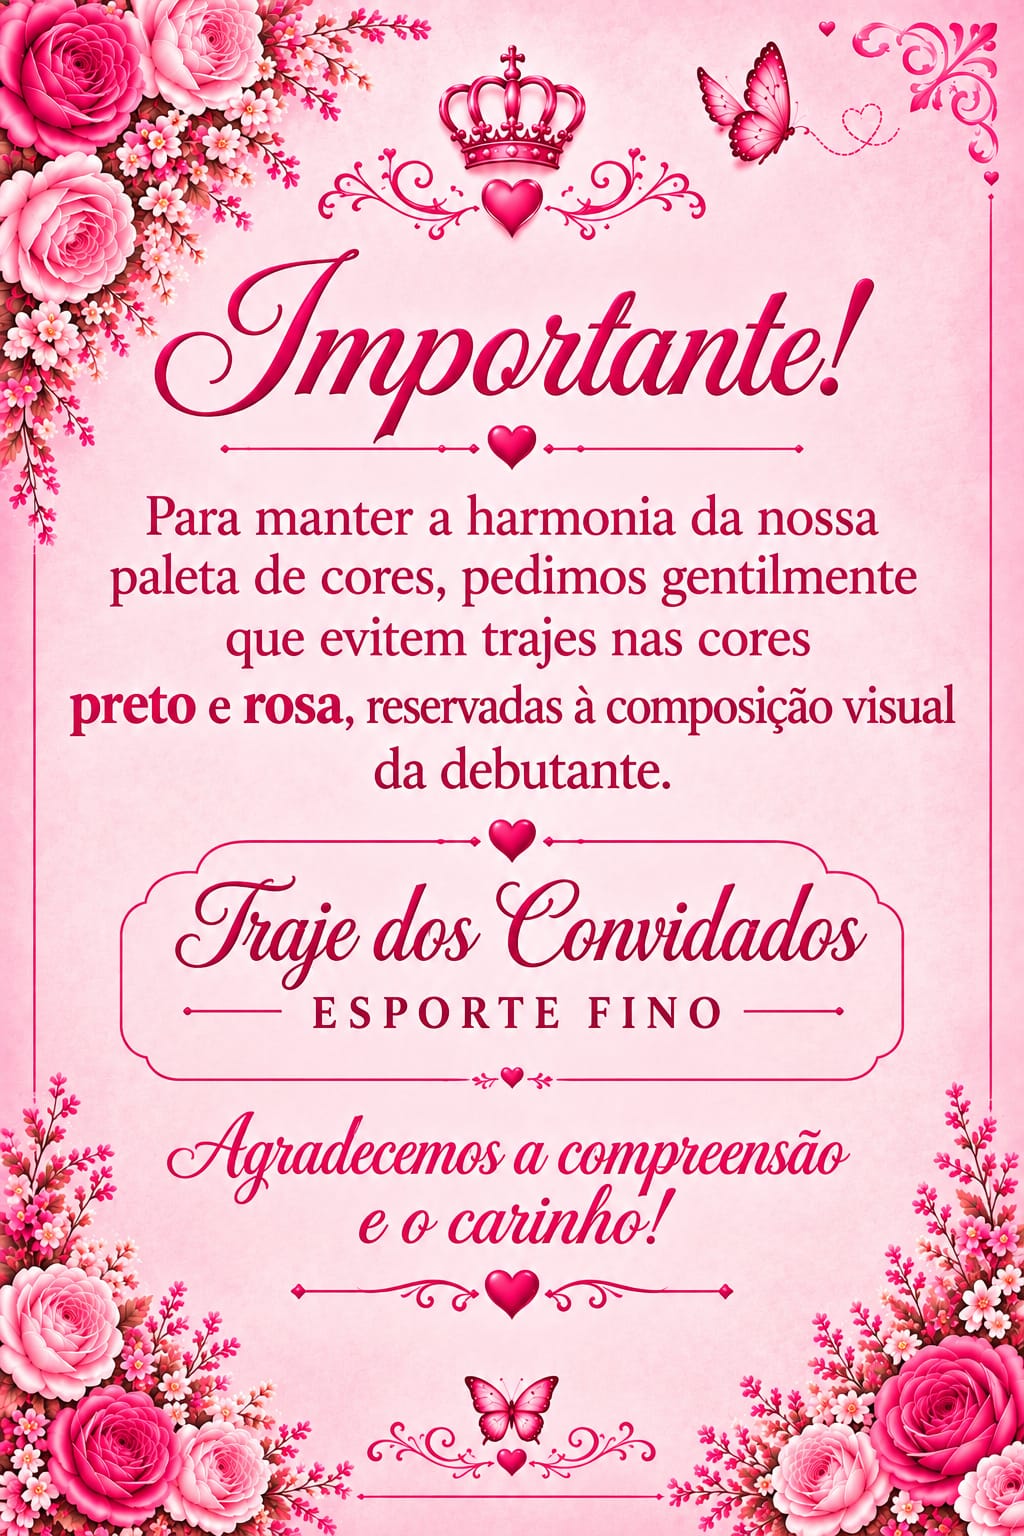 Importante!
Para manter a harmonia da nossa
paleta de cores, pedimos gentilmente
que evitem trajes nas cores
preto e rosa, reservadas à composição visual
da debutante.
Traje dos Convidados
ESPORTE FINO
Agradecemos a compreensão
e o carinho!